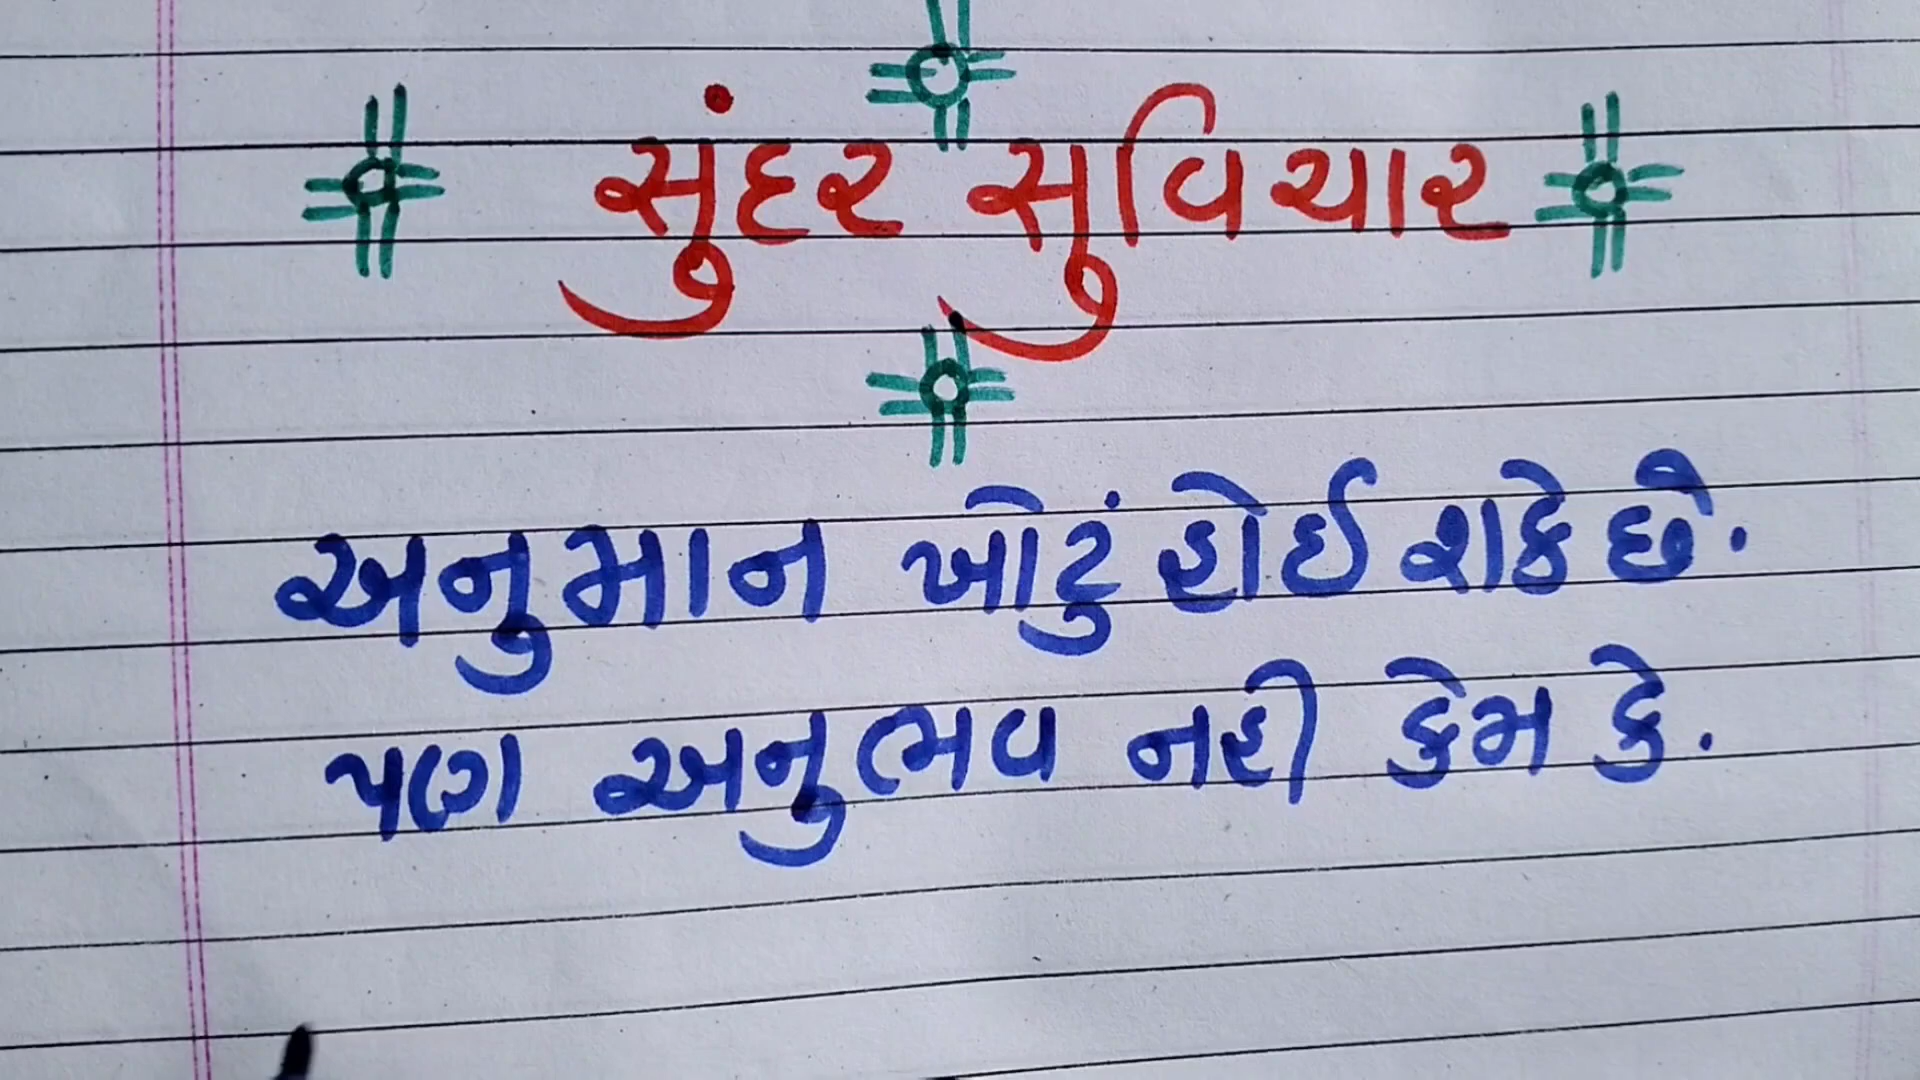 સુંદર સુવિચાર
અનુમાન ખોટું હોઈ શકે છે.
પણ અનુભવ નહી કેમ કે.